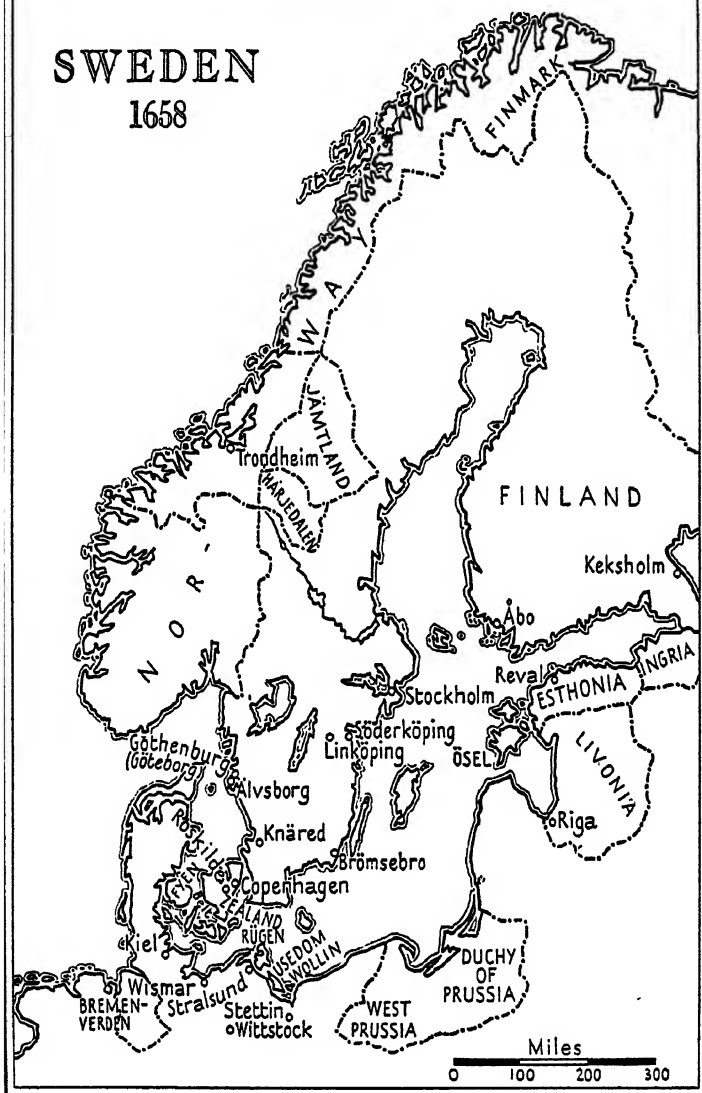 SWEDEN
1658
FINMARK
NORWAY
JÄMTLAND
Trondheim
HÄRJEDALEN
FINLAND
Keksholm
Åbo
INGRIA
Reval
ESTHONIA
Stockholm
Söderköping
Linköping
ÖSEL
LIVONIA
Göthenburg
(Göteborg)
Älvsborg
Riga
Knäred
Roskilde
Brömsebro
FYEN
Copenhagen
ZEALAND
RÜGEN
USEDOM
WOLLIN
Kiel
Wismar
Stralsund
BREMEN-
VERDEN
Stettin
Wittstock
WEST
PRUSSIA
DUCHY
OF
PRUSSIA
Miles
0 100 200 300